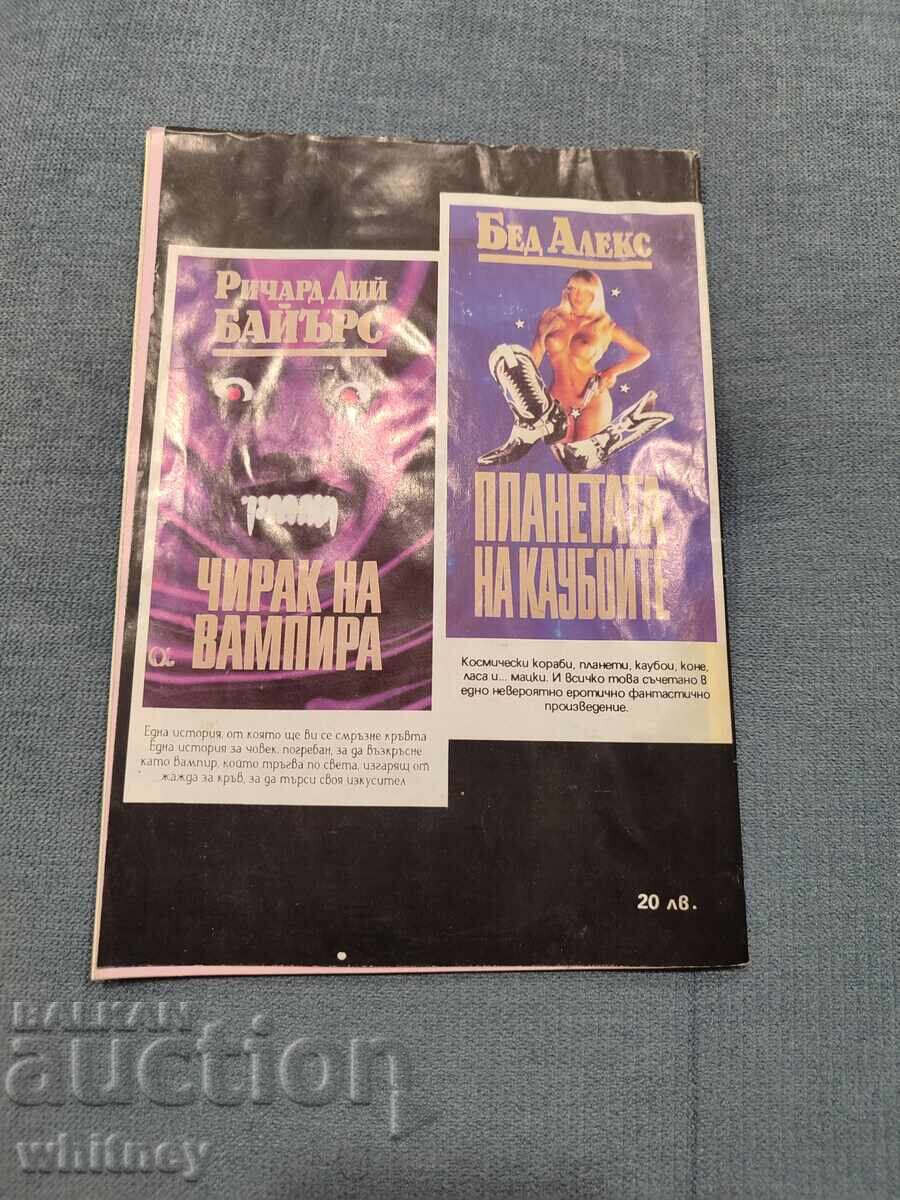 Ричард Лий
БАЙЪРС
ЧИРАК НА
ВАМПИРА
α
Една история, от която ще ви се смръзне кръвта
Една история за човек, погребван, за да възкръсне
като вампир, който тръгва по света, изгарящ от
жажда за кръв, за да търси своя изкусител
Бед Алекс
ПЛАНЕТАТА
НА КАУБОИТЕ
Космически кораби, планети, каубои, коне,
ласа и... мацки. И всичко това съчетано в
едно невероятно еротично фантастично
произведение.
20 лв.
BALKAN
auction
whitney